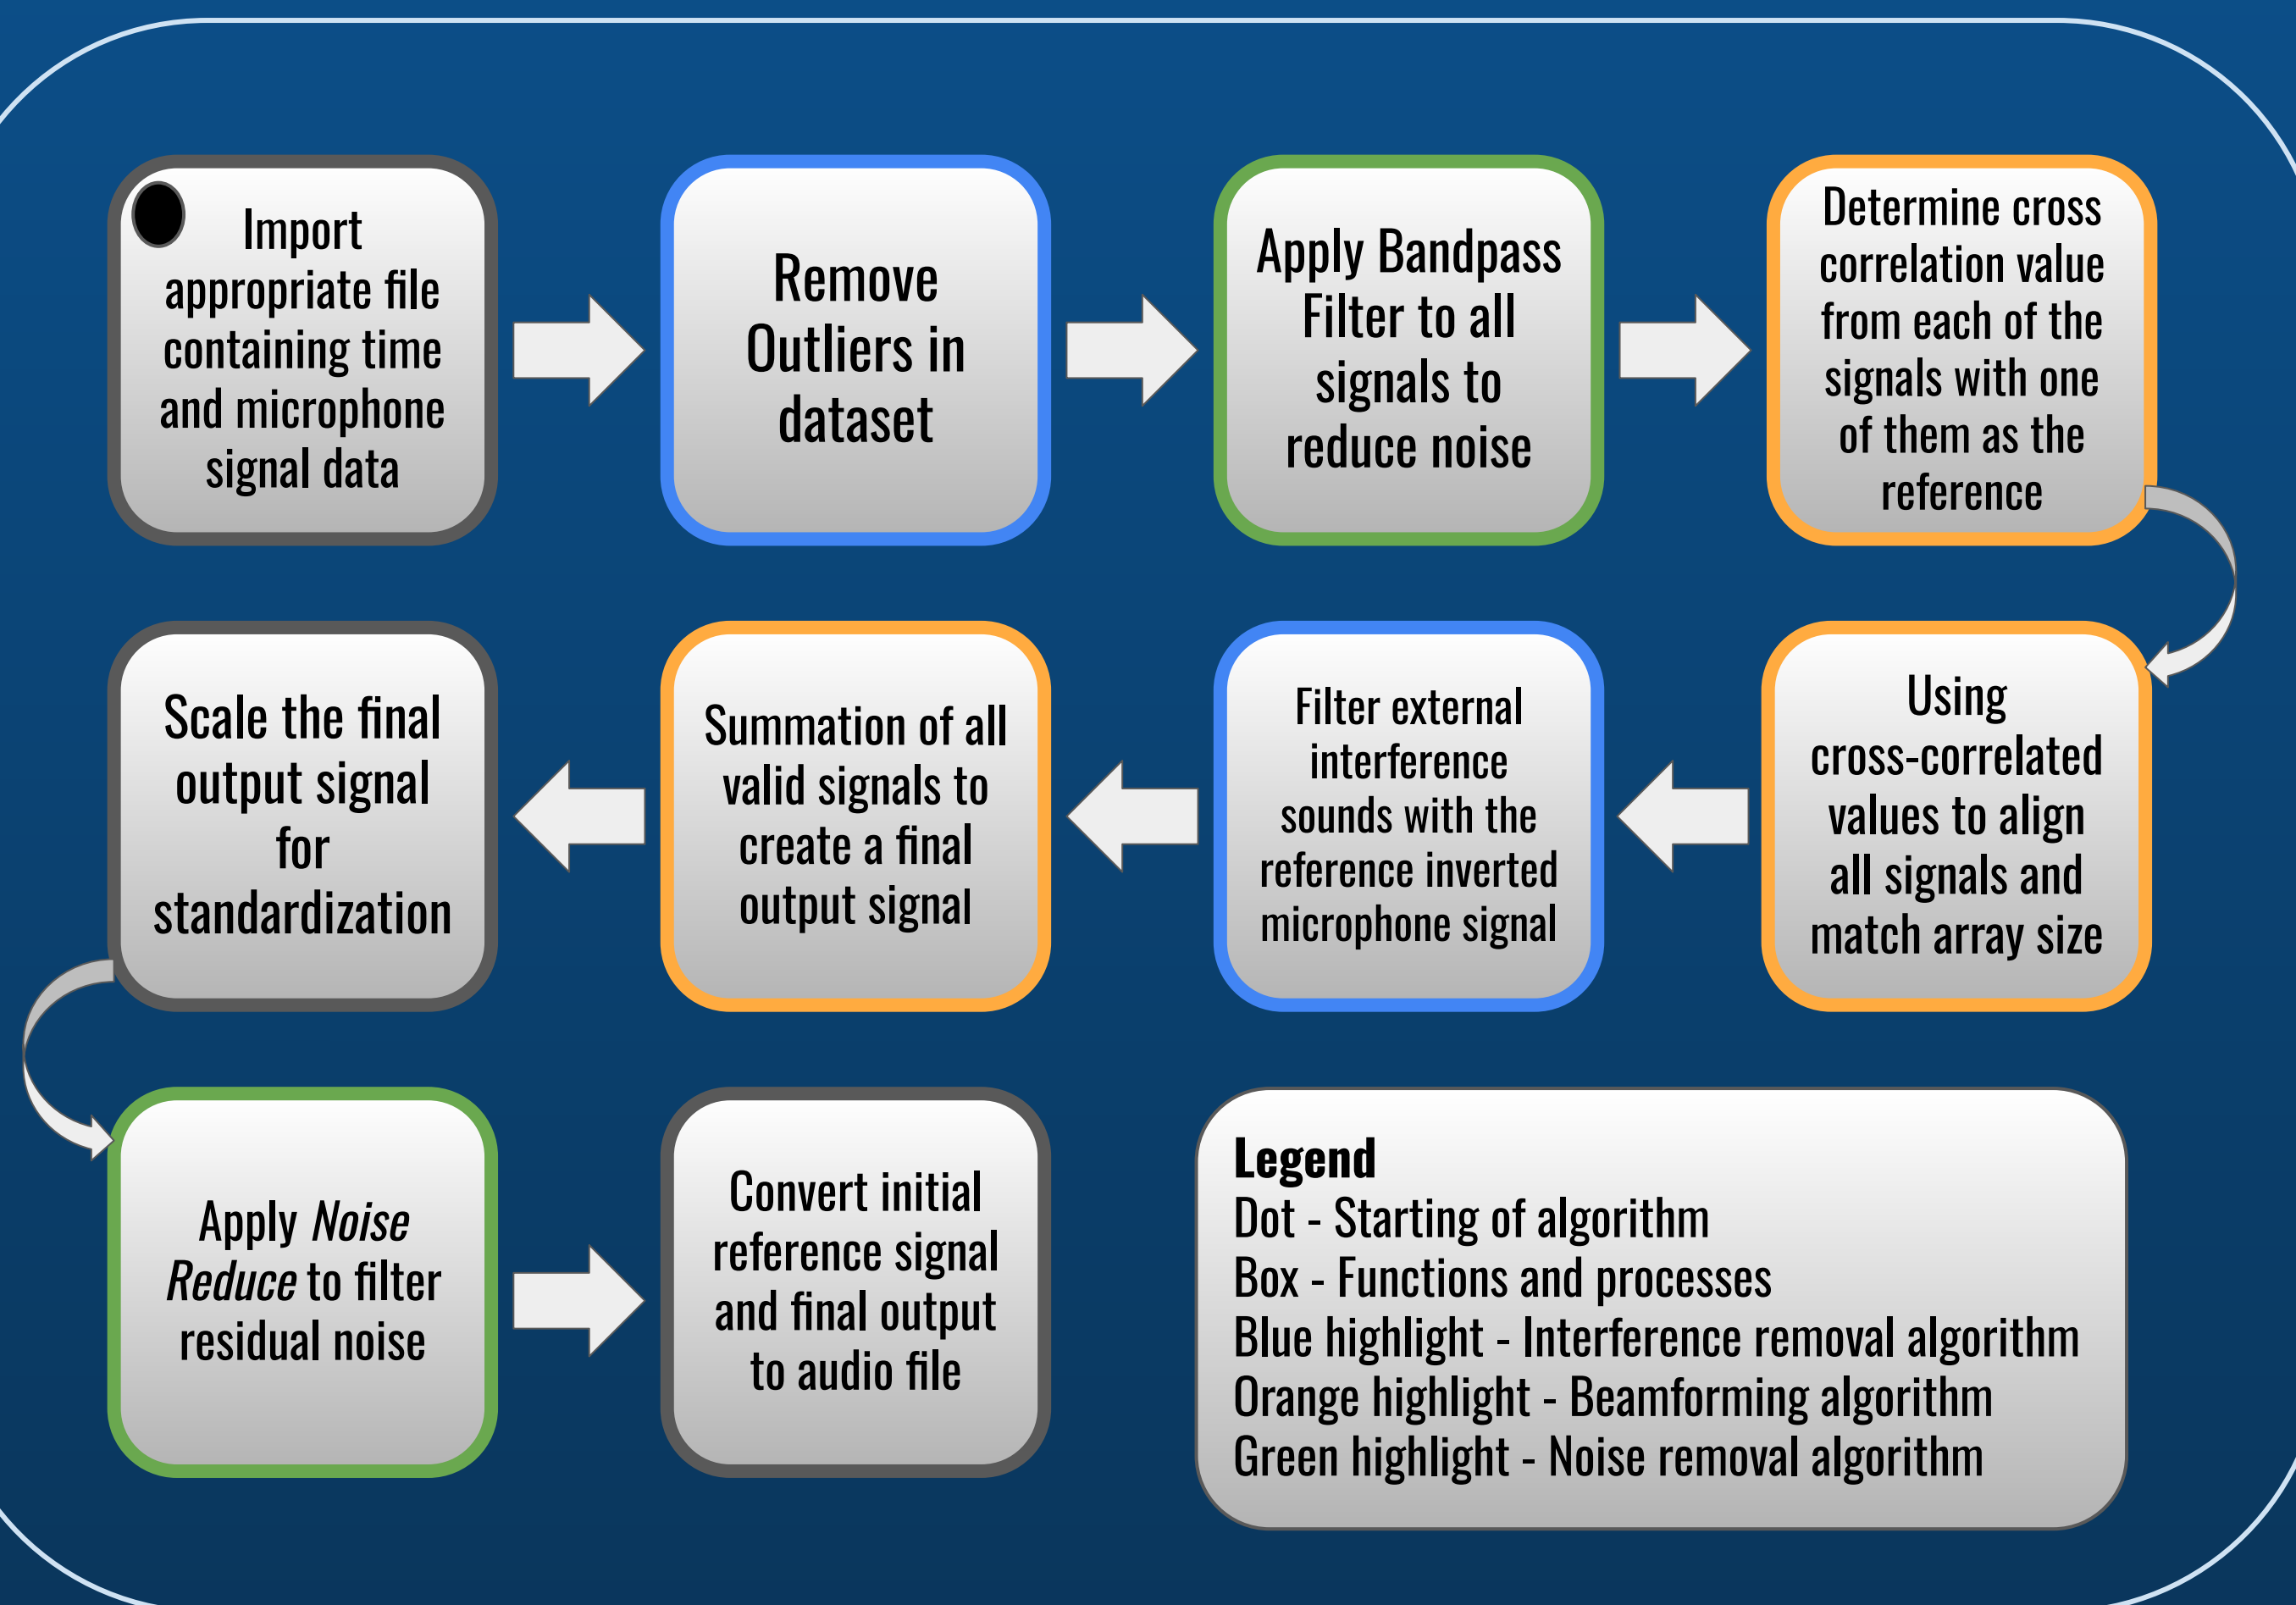 Import
appropriate file
containing time
and microphone
signal data
Remove
Outliers in
dataset
Apply Bandpass
Filter to all
signals to
reduce noise
Determine cross
correlation value
from each of the
signals with one
of them as the
reference
Using
cross-correlated
values to align
all signals and
match array size
Filter external
interference
sounds with the
reference inverted
microphone signal
Summation of all
valid signals to
create a final
output signal
Scale the final
output signal
for
standardization
Apply Noise
Reduce to filter
residual noise
Convert initial
reference signal
and final output
to audio file
Legend
Dot - Starting of algorithm
Box - Functions and processes
Blue highlight - Interference removal algorithm
Orange highlight - Beamforming algorithm
Green highlight - Noise removal algorithm